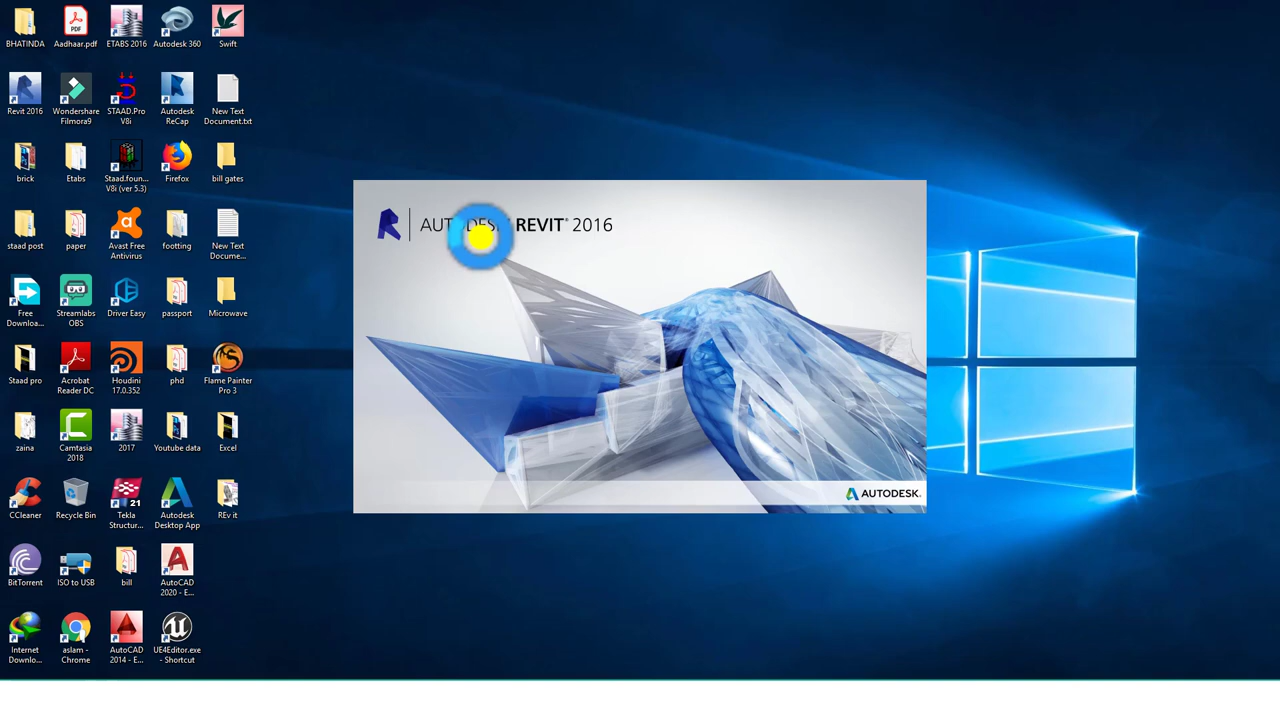 BHATINDA
Aadhaar.pdf
ETABS 2016
Autodesk 360
Swift
Revit 2016
Wondershare
Filmora9
STAAD.Pro
V8i
Autodesk
ReCap
New Text
Document.txt
brick
Etabs
Staad.foun...
V8i (ver 5.3)
Firefox
bill gates
staad post
paper
Avast Free
Antivirus
footting
New Text
Docume...
Free
Downloa...
Streamlabs
OBS
Driver Easy
passport
Microwave
Staad pro
Acrobat
Reader DC
Houdini
17.0.352
phd
Flame Painter
Pro 3
zaina
Camtasia
2018
2017
Youtube data
Excel
CCleaner
Recycle Bin
21
Tekla
Structur...
Autodesk
Desktop App
REv it
BitTorrent
ISO to USB
bill
AutoCAD
2020 - E...
Internet
Downlo...
aslam -
Chrome
AutoCAD
2014 - E...
UE4Editor.exe
- Shortcut
AUTODESK REVIT® 2016
AUTODESK.